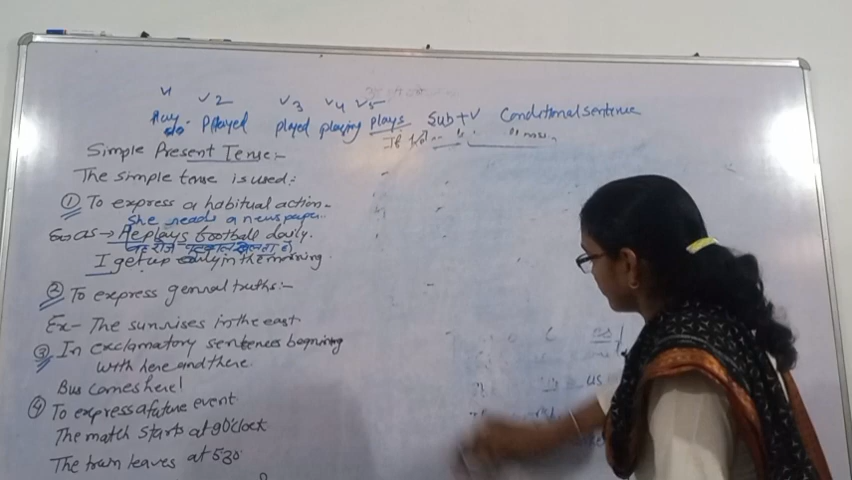 V1 V2 V3 V4 V5
Play Played played playing plays Sub+V Conditional sentence
do
Simple Present Tense:-
The simple tense is used:
① To express a habitual action-
She reads a newspaper..
He plays football daily.
I get up early in the morning.
② To express general truths:-
Ex- The sun rises in the east
③ In exclamatory sentences beginning
with here and there.
Bus comes here!
④ To express a future event
The match starts at 9 O'clock
The train leaves at 530